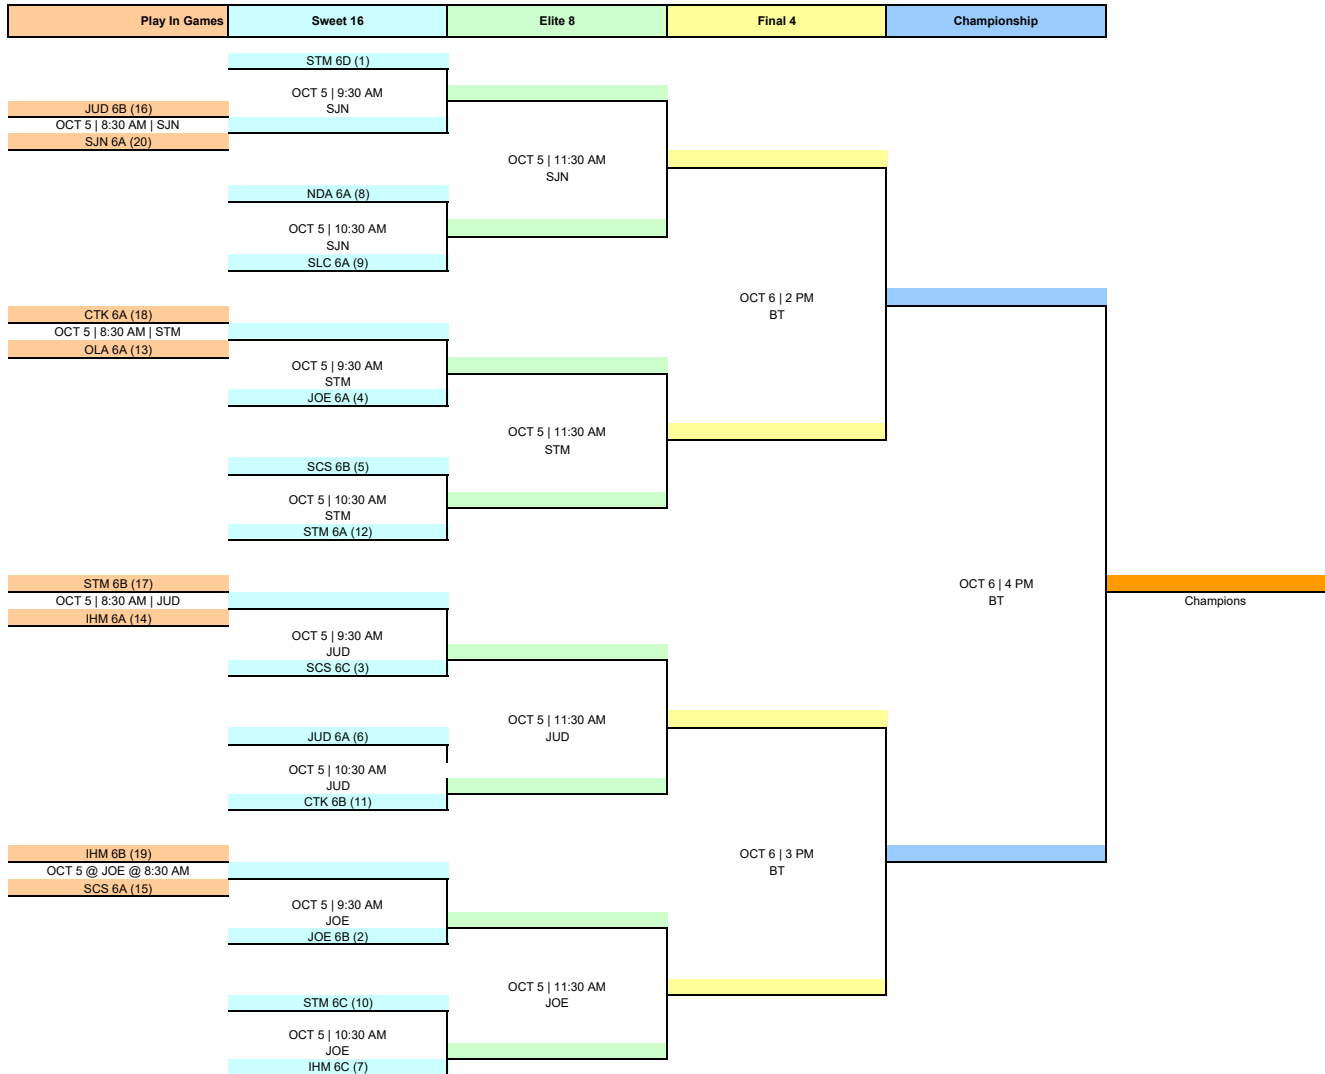 Play In Games
Sweet 16
Elite 8
Final 4
Championship
STM 6D (1)
OCT 5 | 9:30 AM
SJN
JUD 6B (16)
OCT 5 | 8:30 AM | SJN
SJN 6A (20)
OCT 5 | 11:30 AM
SJN
NDA 6A (8)
OCT 5 | 10:30 AM
SJN
SLC 6A (9)
OCT 6 | 2 PM
BT
CTK 6A (18)
OCT 5 | 8:30 AM | STM
OLA 6A (13)
OCT 5 | 9:30 AM
STM
JOE 6A (4)
OCT 5 | 11:30 AM
STM
SCS 6B (5)
OCT 5 | 10:30 AM
STM
STM 6A (12)
OCT 6 | 4 PM
BT
Champions
STM 6B (17)
OCT 5 | 8:30 AM | JUD
IHM 6A (14)
OCT 5 | 9:30 AM
JUD
SCS 6C (3)
OCT 5 | 11:30 AM
JUD
JUD 6A (6)
OCT 5 | 10:30 AM
JUD
CTK 6B (11)
OCT 6 | 3 PM
BT
IHM 6B (19)
OCT 5 @ JOE @ 8:30 AM
SCS 6A (15)
OCT 5 | 9:30 AM
JOE
JOE 6B (2)
OCT 5 | 11:30 AM
JOE
STM 6C (10)
OCT 5 | 10:30 AM
JOE
IHM 6C (7)